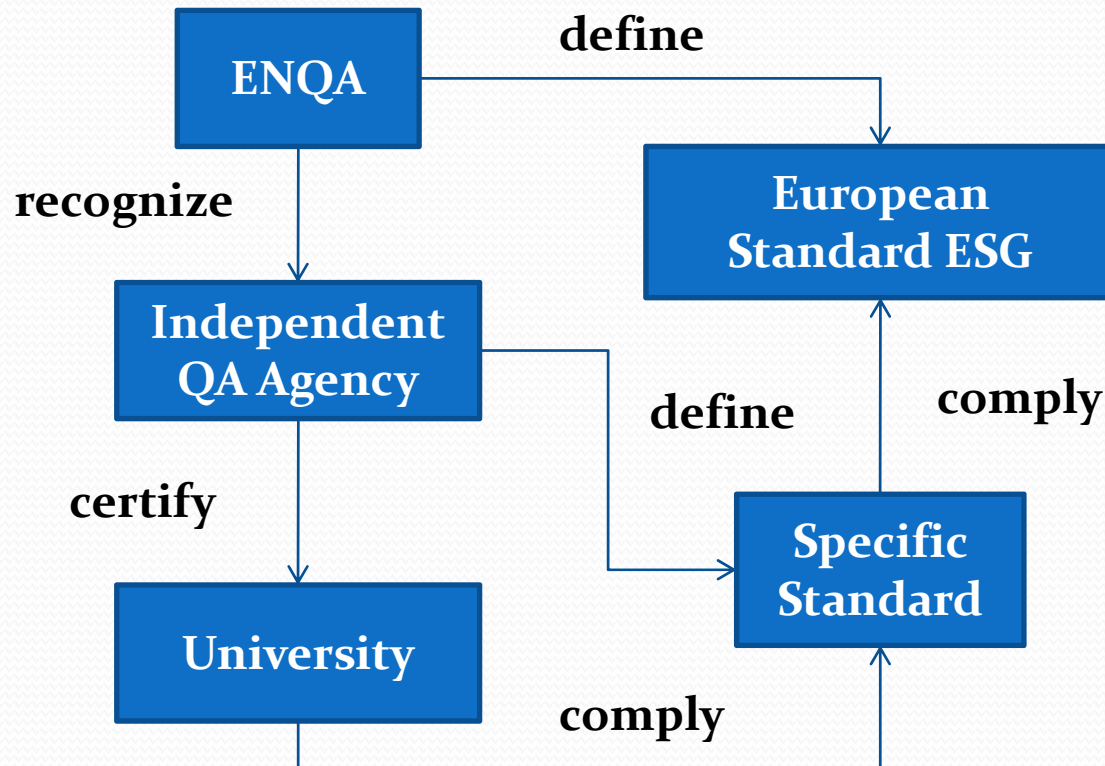 ENQA
define
recognize
European
Standard ESG
Independent
QA Agency
define
comply
certify
Specific
Standard
University
comply